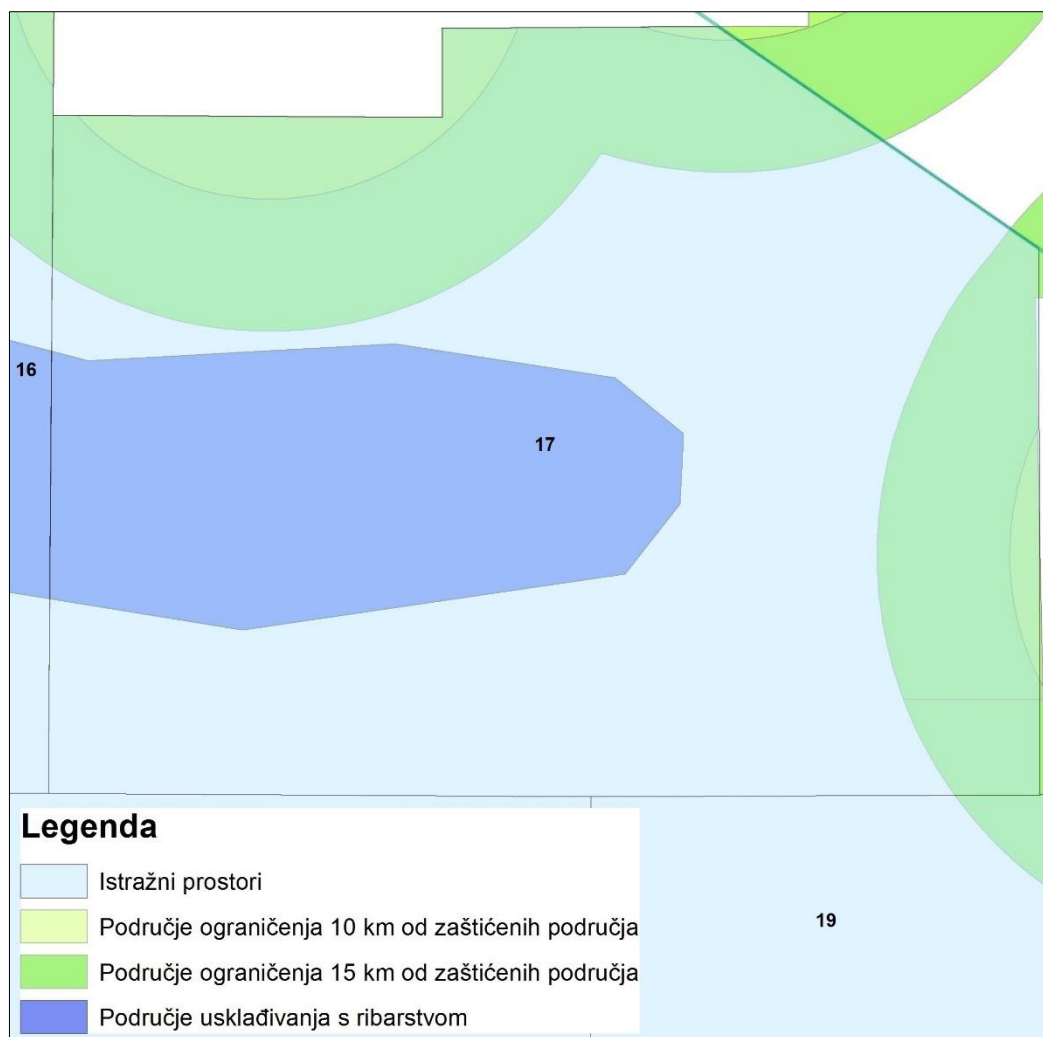 16
17
Legenda
Istražni prostori
Područje ograničenja 10 km od zaštićenih područja
19
Područje ograničenja 15 km od zaštićenih područja
Područje usklađivanja s ribarstvom